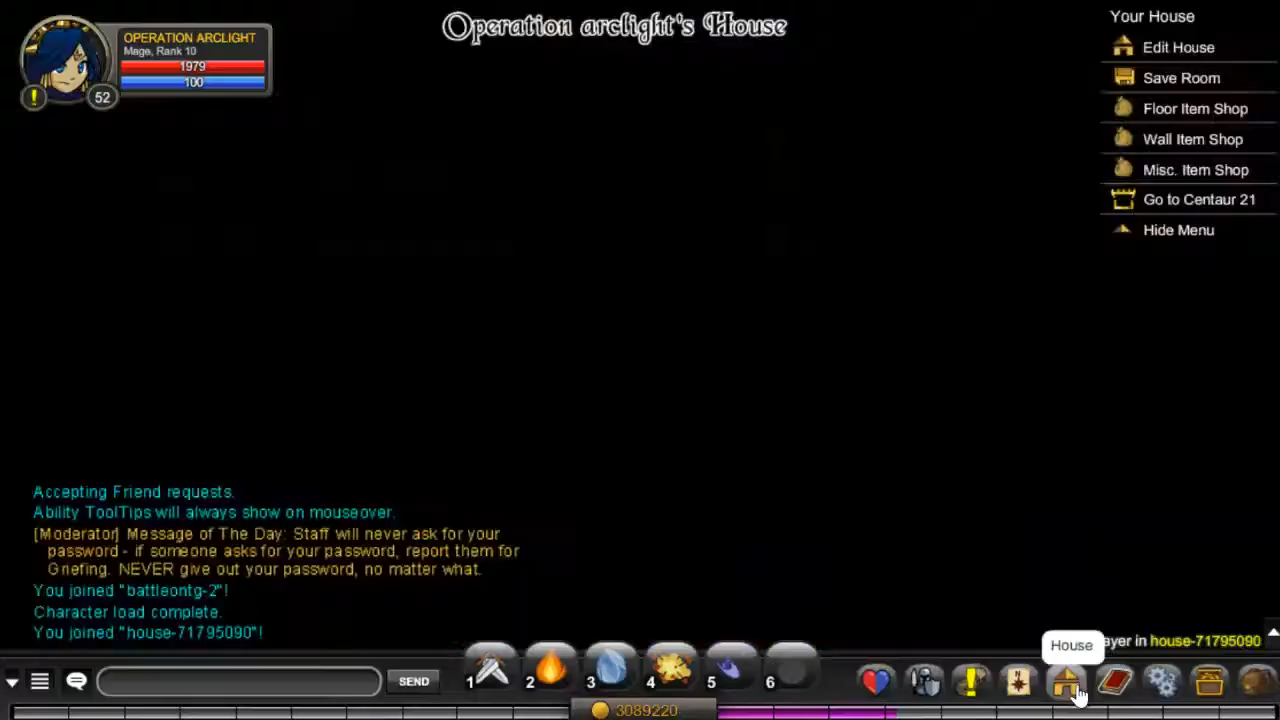 Operation arclight's House
OPERATION ARCLIGHT
Mage, Rank 10
1979
100
52
Your House
Edit House
Save Room
Floor Item Shop
Wall Item Shop
Misc. Item Shop
Go to Centaur 21
Hide Menu
Accepting Friend requests.
Ability ToolTips will always show on mouseover.
[Moderator] Message of The Day: Staff will never ask for your
password - if someone asks for your password, report them for
Griefing. NEVER give out your password, no matter what.
You joined "battleontg-2"!
Character load complete.
You joined "house-71795090"!
House
ayer in house-71795090
SEND
1
2
3
4
5
6
N
3089220